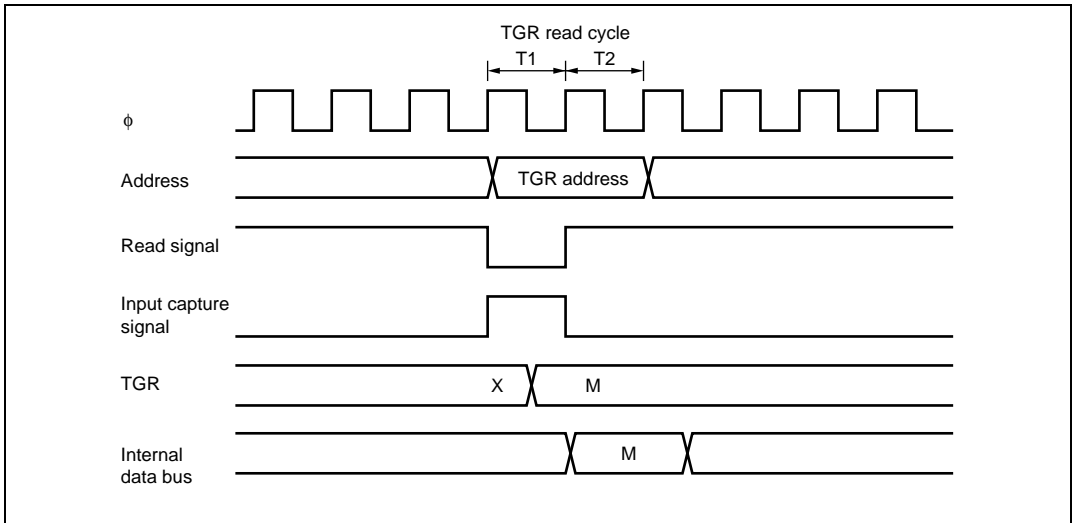 TGR read cycle
T1 T2
ϕ
Address
TGR address
Read signal
Input capture
signal
TGR
X M
Internal
data bus
M